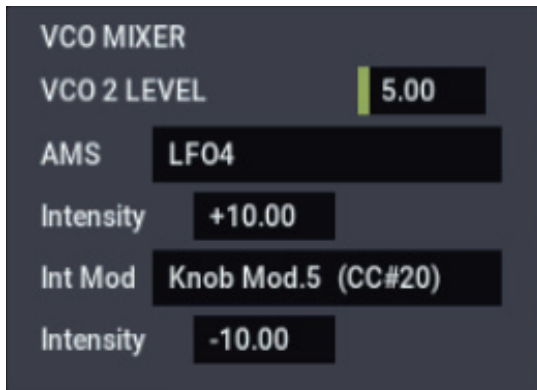 VCO MIXER
VCO 2 LEVEL 5.00
AMS LFO4
Intensity +10.00
Int Mod Knob Mod.5 (CC#20)
Intensity -10.00